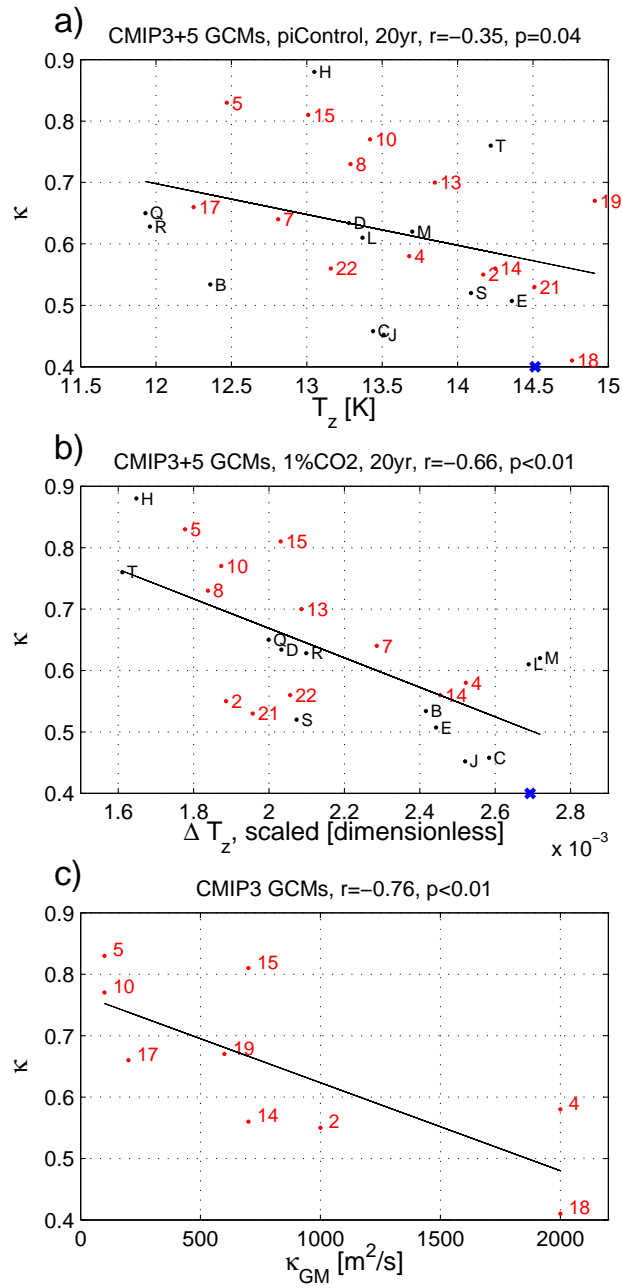 a)
CMIP3+5 GCMs, piControl, 20yr, r=−0.35, p=0.04
0.9
0.8
0.7
0.6
0.5
0.4
κ
H
5
15
10
T
8
13
19
17
Q
R
7
D
M
L
4
22
14
2
B
21
S
E
C
J
18
11.5 12 12.5 13 13.5 14 14.5 15
T_z [K]
b)
CMIP3+5 GCMs, 1%CO2, 20yr, r=−0.66, p<0.01
0.9
0.8
0.7
0.6
0.5
0.4
κ
H
5
15
10
T
8
13
Q
D
R
7
M
L
4
14
22
2
21
S
B
E
J
C
1.6 1.8 2 2.2 2.4 2.6 2.8
Δ T_z, scaled [dimensionless]
x 10^−3
c)
CMIP3 GCMs, r=−0.76, p<0.01
0.9
0.8
0.7
0.6
0.5
0.4
κ
5
15
10
17
19
4
14
2
18
0 500 1000 1500 2000
κ_GM [m²/s]